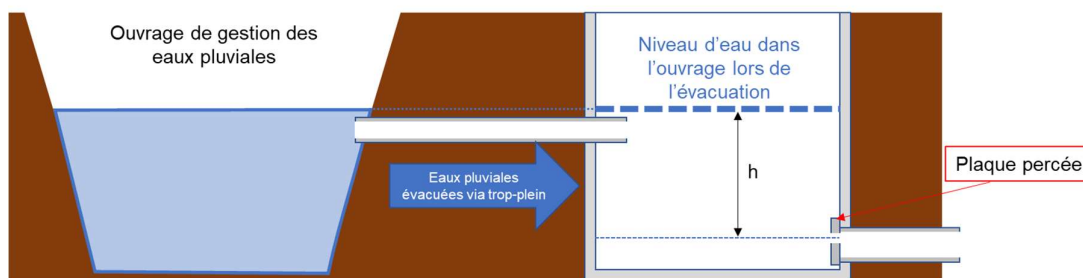 Ouvrage de gestion des
eaux pluviales
Niveau d'eau dans
l'ouvrage lors de
l'évacuation
Eaux pluviales
évacuées via trop-plein
h
Plaque percée